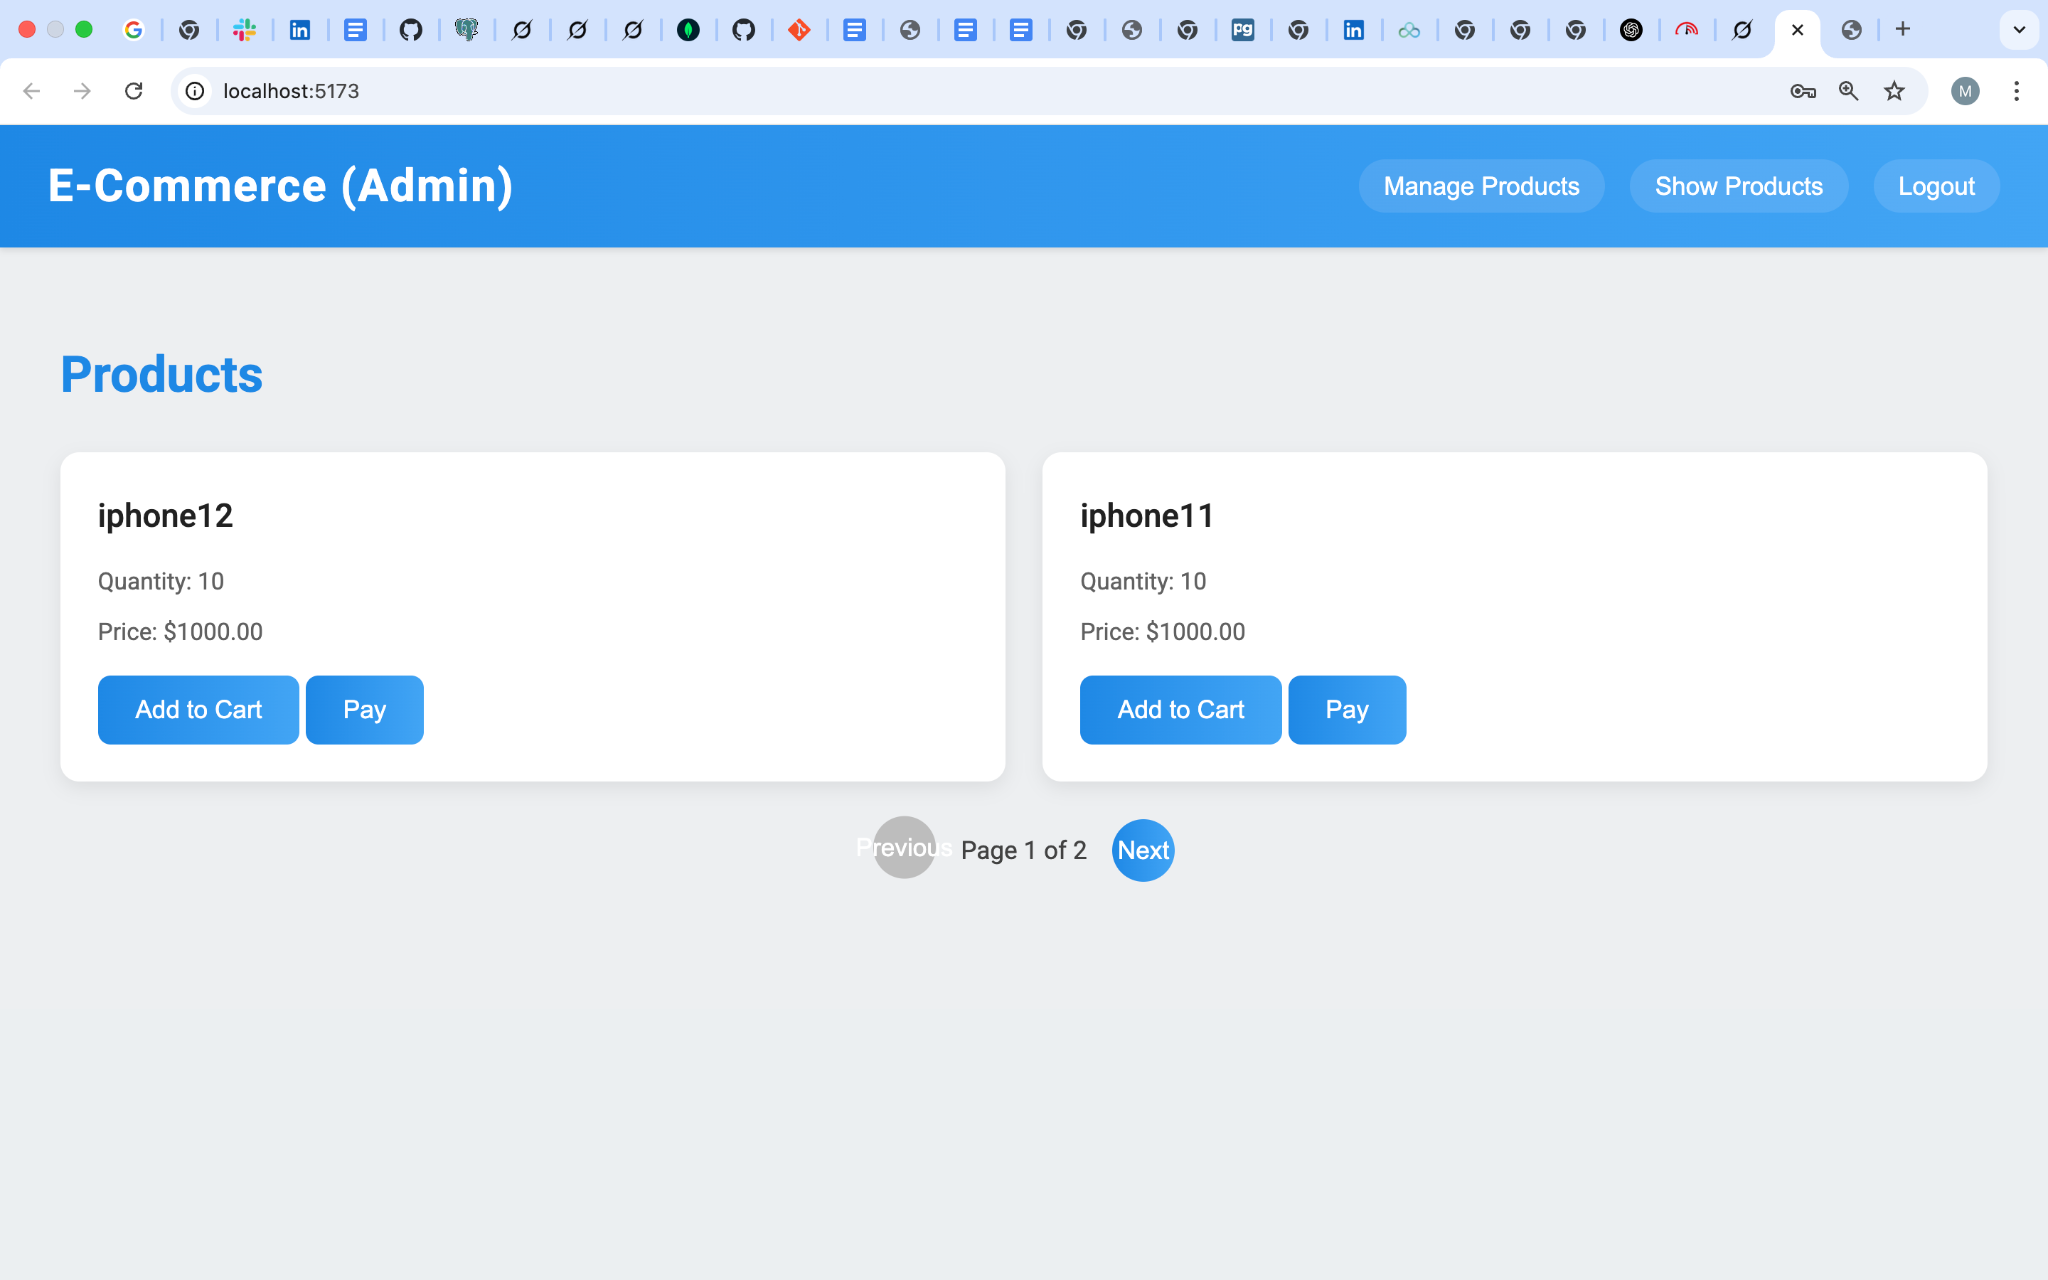 localhost:5173
M
E-Commerce (Admin)
Manage Products
Show Products
Logout
Products
iphone12
Quantity: 10
Price: $1000.00
Add to Cart
Pay
iphone11
Quantity: 10
Price: $1000.00
Add to Cart
Pay
Previous
Page 1 of 2
Next